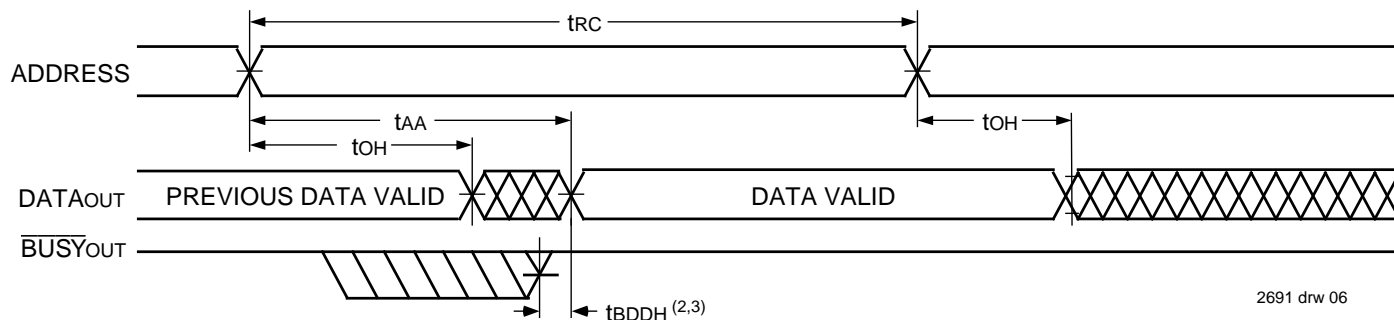 tRC
ADDRESS
tAA
tOH
tOH
DATAOUT
PREVIOUS DATA VALID
DATA VALID
BUSYOUT
tBDDH (2,3)
2691 drw 06